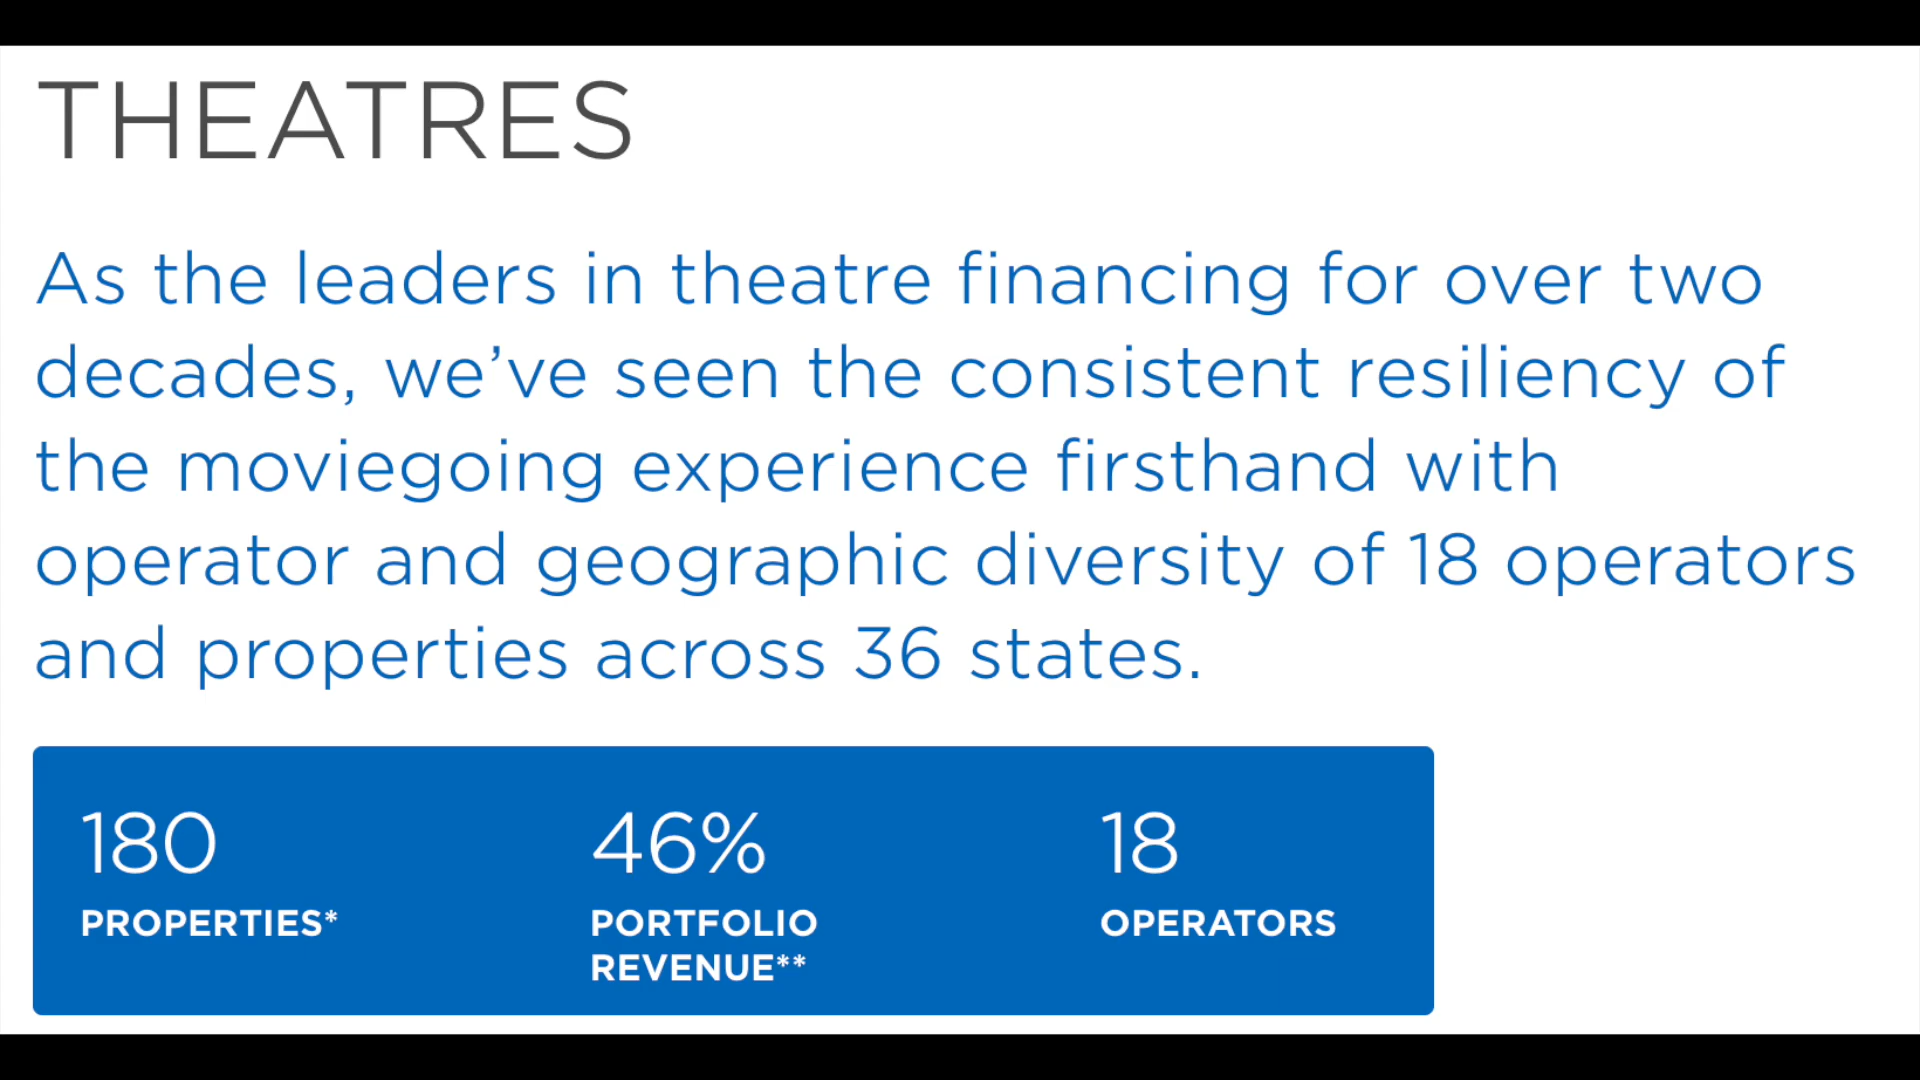 THEATRES
As the leaders in theatre financing for over two
decades, we’ve seen the consistent resiliency of
the moviegoing experience firsthand with
operator and geographic diversity of 18 operators
and properties across 36 states.
180
PROPERTIES*
46%
PORTFOLIO
REVENUE**
18
OPERATORS